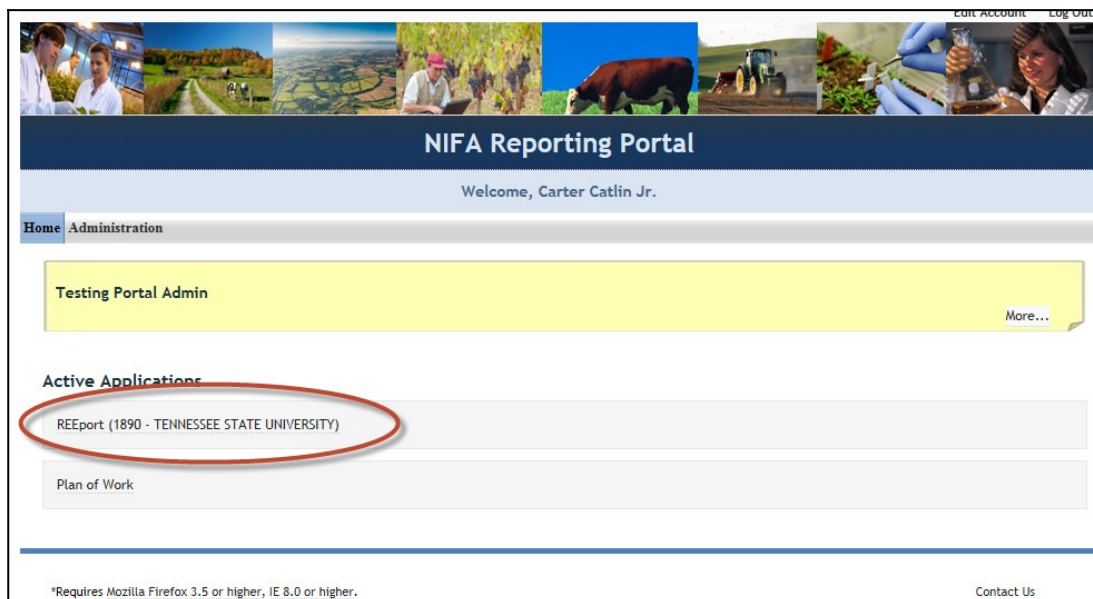 Edit Account Log Out
NIFA Reporting Portal
Welcome, Carter Catlin Jr.
Home Administration
Testing Portal Admin
More...
Active Applications
REEport (1890 - TENNESSEE STATE UNIVERSITY)
Plan of Work
*Requires Mozilla Firefox 3.5 or higher, IE 8.0 or higher. Contact Us